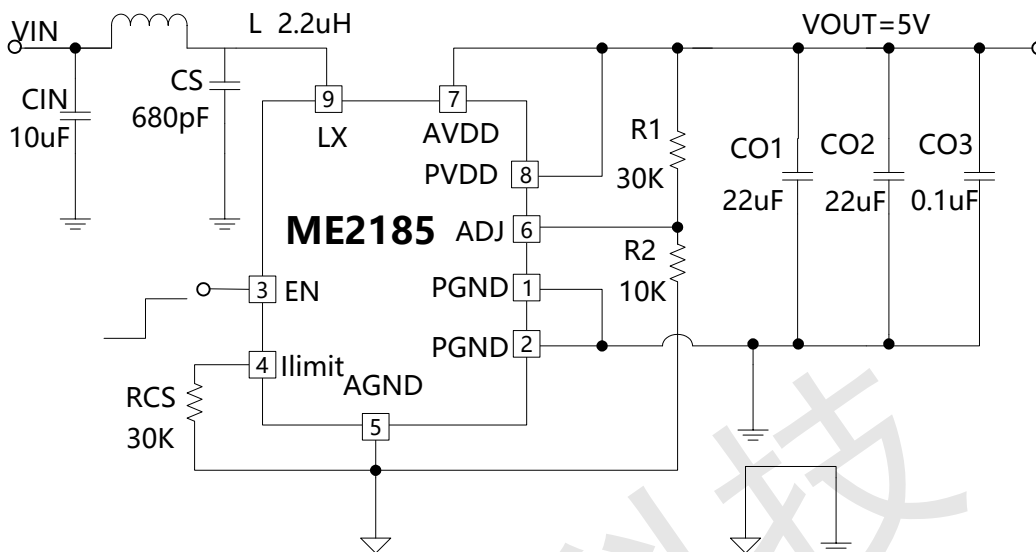 VIN
L 2.2uH
VOUT=5V
CIN
10uF
CS
680pF
9
LX
7
AVDD
PVDD
8
R1
30K
CO1
22uF
CO2
22uF
CO3
0.1uF
ME2185
ADJ
6
R2
10K
3
EN
PGND
1
PGND
2
4
Ilimit
AGND
5
RCS
30K
科技